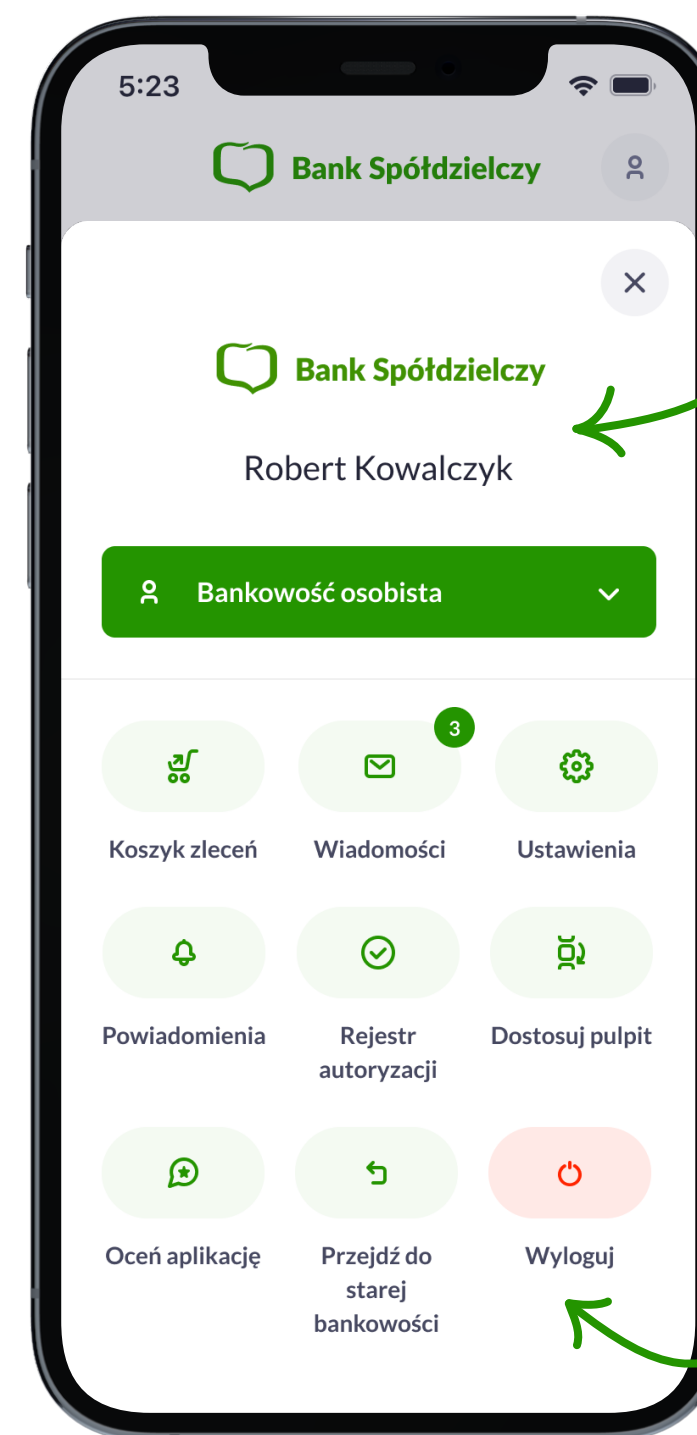 5:23
Bank Spółdzielczy
Bank Spółdzielczy
Robert Kowalczyk
Bankowość osobista
3
Koszyk zleceń Wiadomości Ustawienia
Powiadomienia Rejestr Dostosuj pulpit
autoryzacji
Oceń aplikację Przejdź do Wyloguj
starej
bankowości